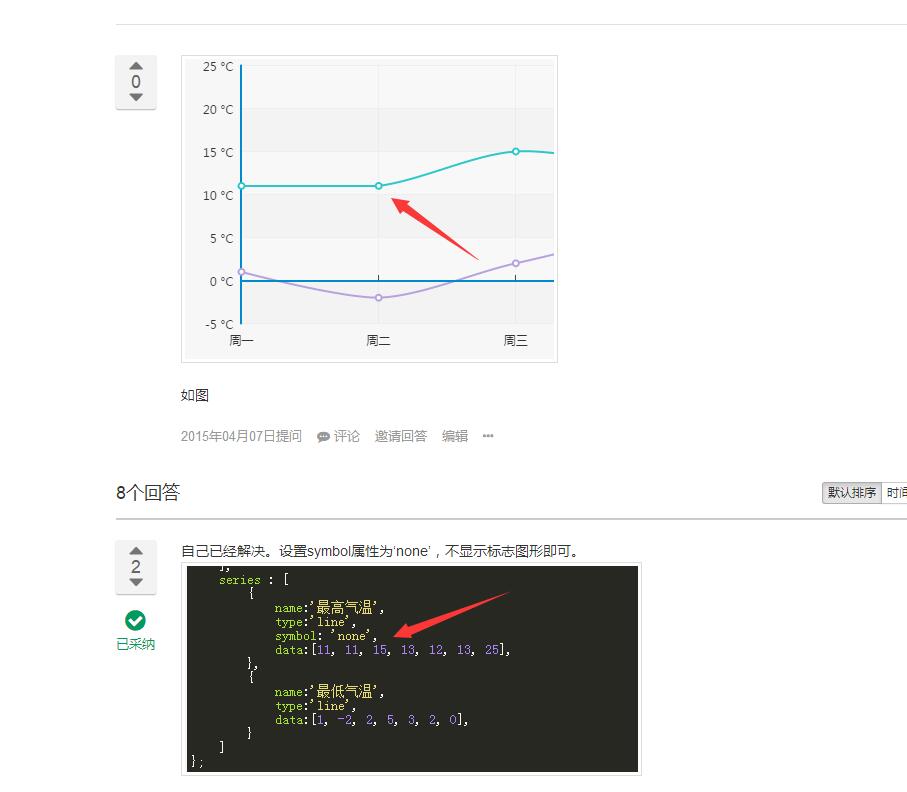 0
25 °C
20 °C
15 °C
10 °C
5 °C
0 °C
-5 °C
周一 周二 周三
如图
2015年04月07日提问 评论 邀请回答 编辑 •••
8个回答
默认排序 时间
2
已采纳
自己已经解决。设置symbol属性为'none'，不显示标志图形即可。
],
series : [
{
name:'最高气温',
type:'line',
symbol: 'none',
data:[11, 11, 15, 13, 12, 13, 25],
},
{
name:'最低气温',
type:'line',
data:[1, -2, 2, 5, 3, 2, 0],
}
]
};